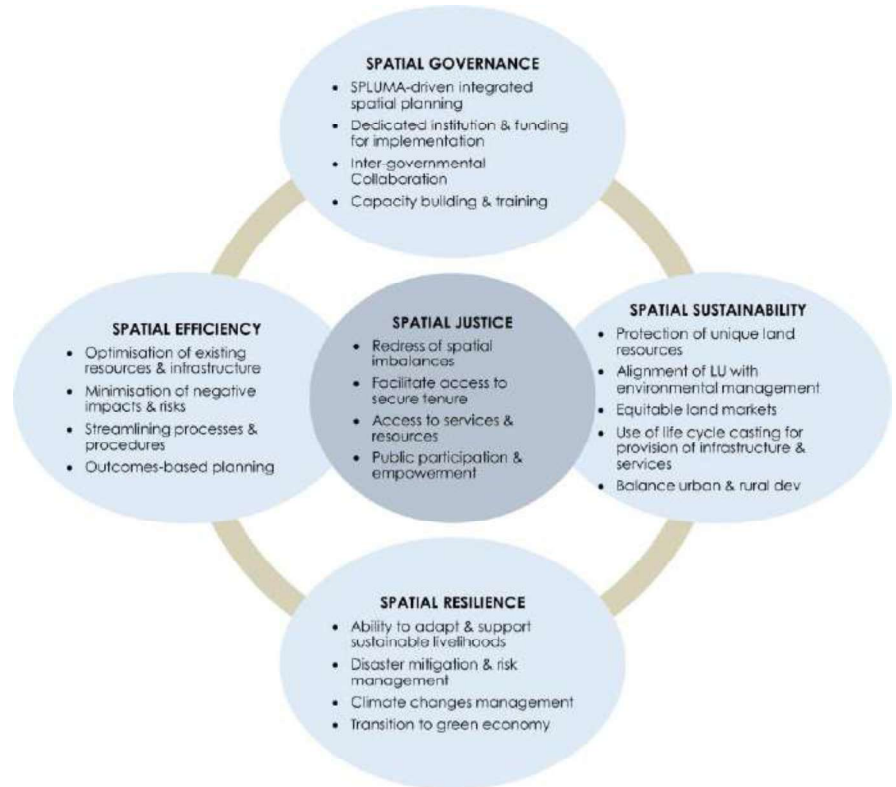 SPATIAL GOVERNANCE
• SPLUMA-driven integrated
spatial planning
• Dedicated institution & funding
for implementation
• Inter-governmental
Collaboration
• Capacity building & training
SPATIAL EFFICIENCY
• Optimisation of existing
resources & infrastructure
• Minimisation of negative
impacts & risks
• Streamlining processes &
procedures
• Outcomes-based planning
SPATIAL JUSTICE
• Redress of spatial
imbalances
• Facilitate access to
secure tenure
• Access to services &
resources
• Public participation &
empowerment
SPATIAL SUSTAINABILITY
• Protection of unique land
resources
• Alignment of LU with
environmental management
• Equitable land markets
• Use of life cycle casting for
provision of infrastructure &
services
• Balance urban & rural dev
SPATIAL RESILIENCE
• Ability to adapt & support
sustainable livelihoods
• Disaster mitigation & risk
management
• Climate changes management
• Transition to green economy